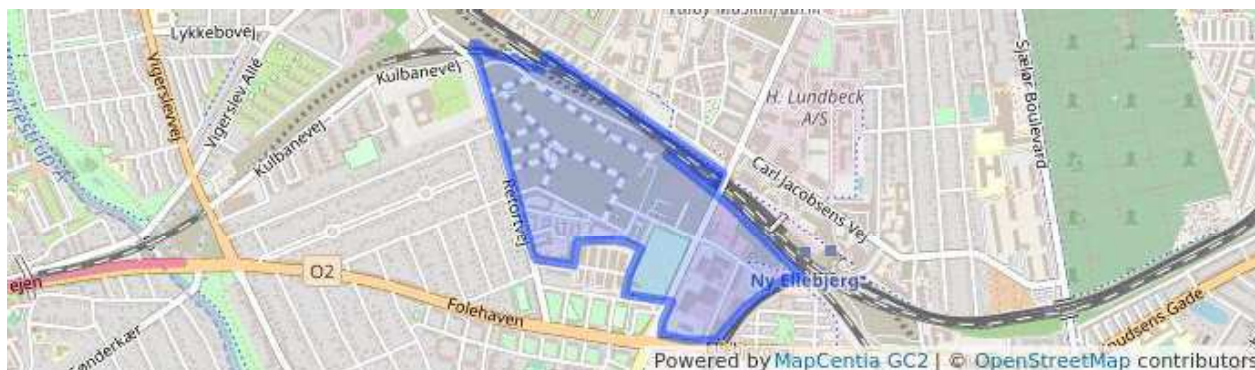 Lykkebovej
Kulbanevej
H. Lundbeck
A/S
Vigerslev Allé
Vigerslevvej
Kulbanevej
Sjælør Boulevard
Carl Jacobsens Vej
Retortvej
O2
Ny Ellebjerg
ejen
Folehaven
Powered by MapCentia GC2 | © OpenStreetMap contributors